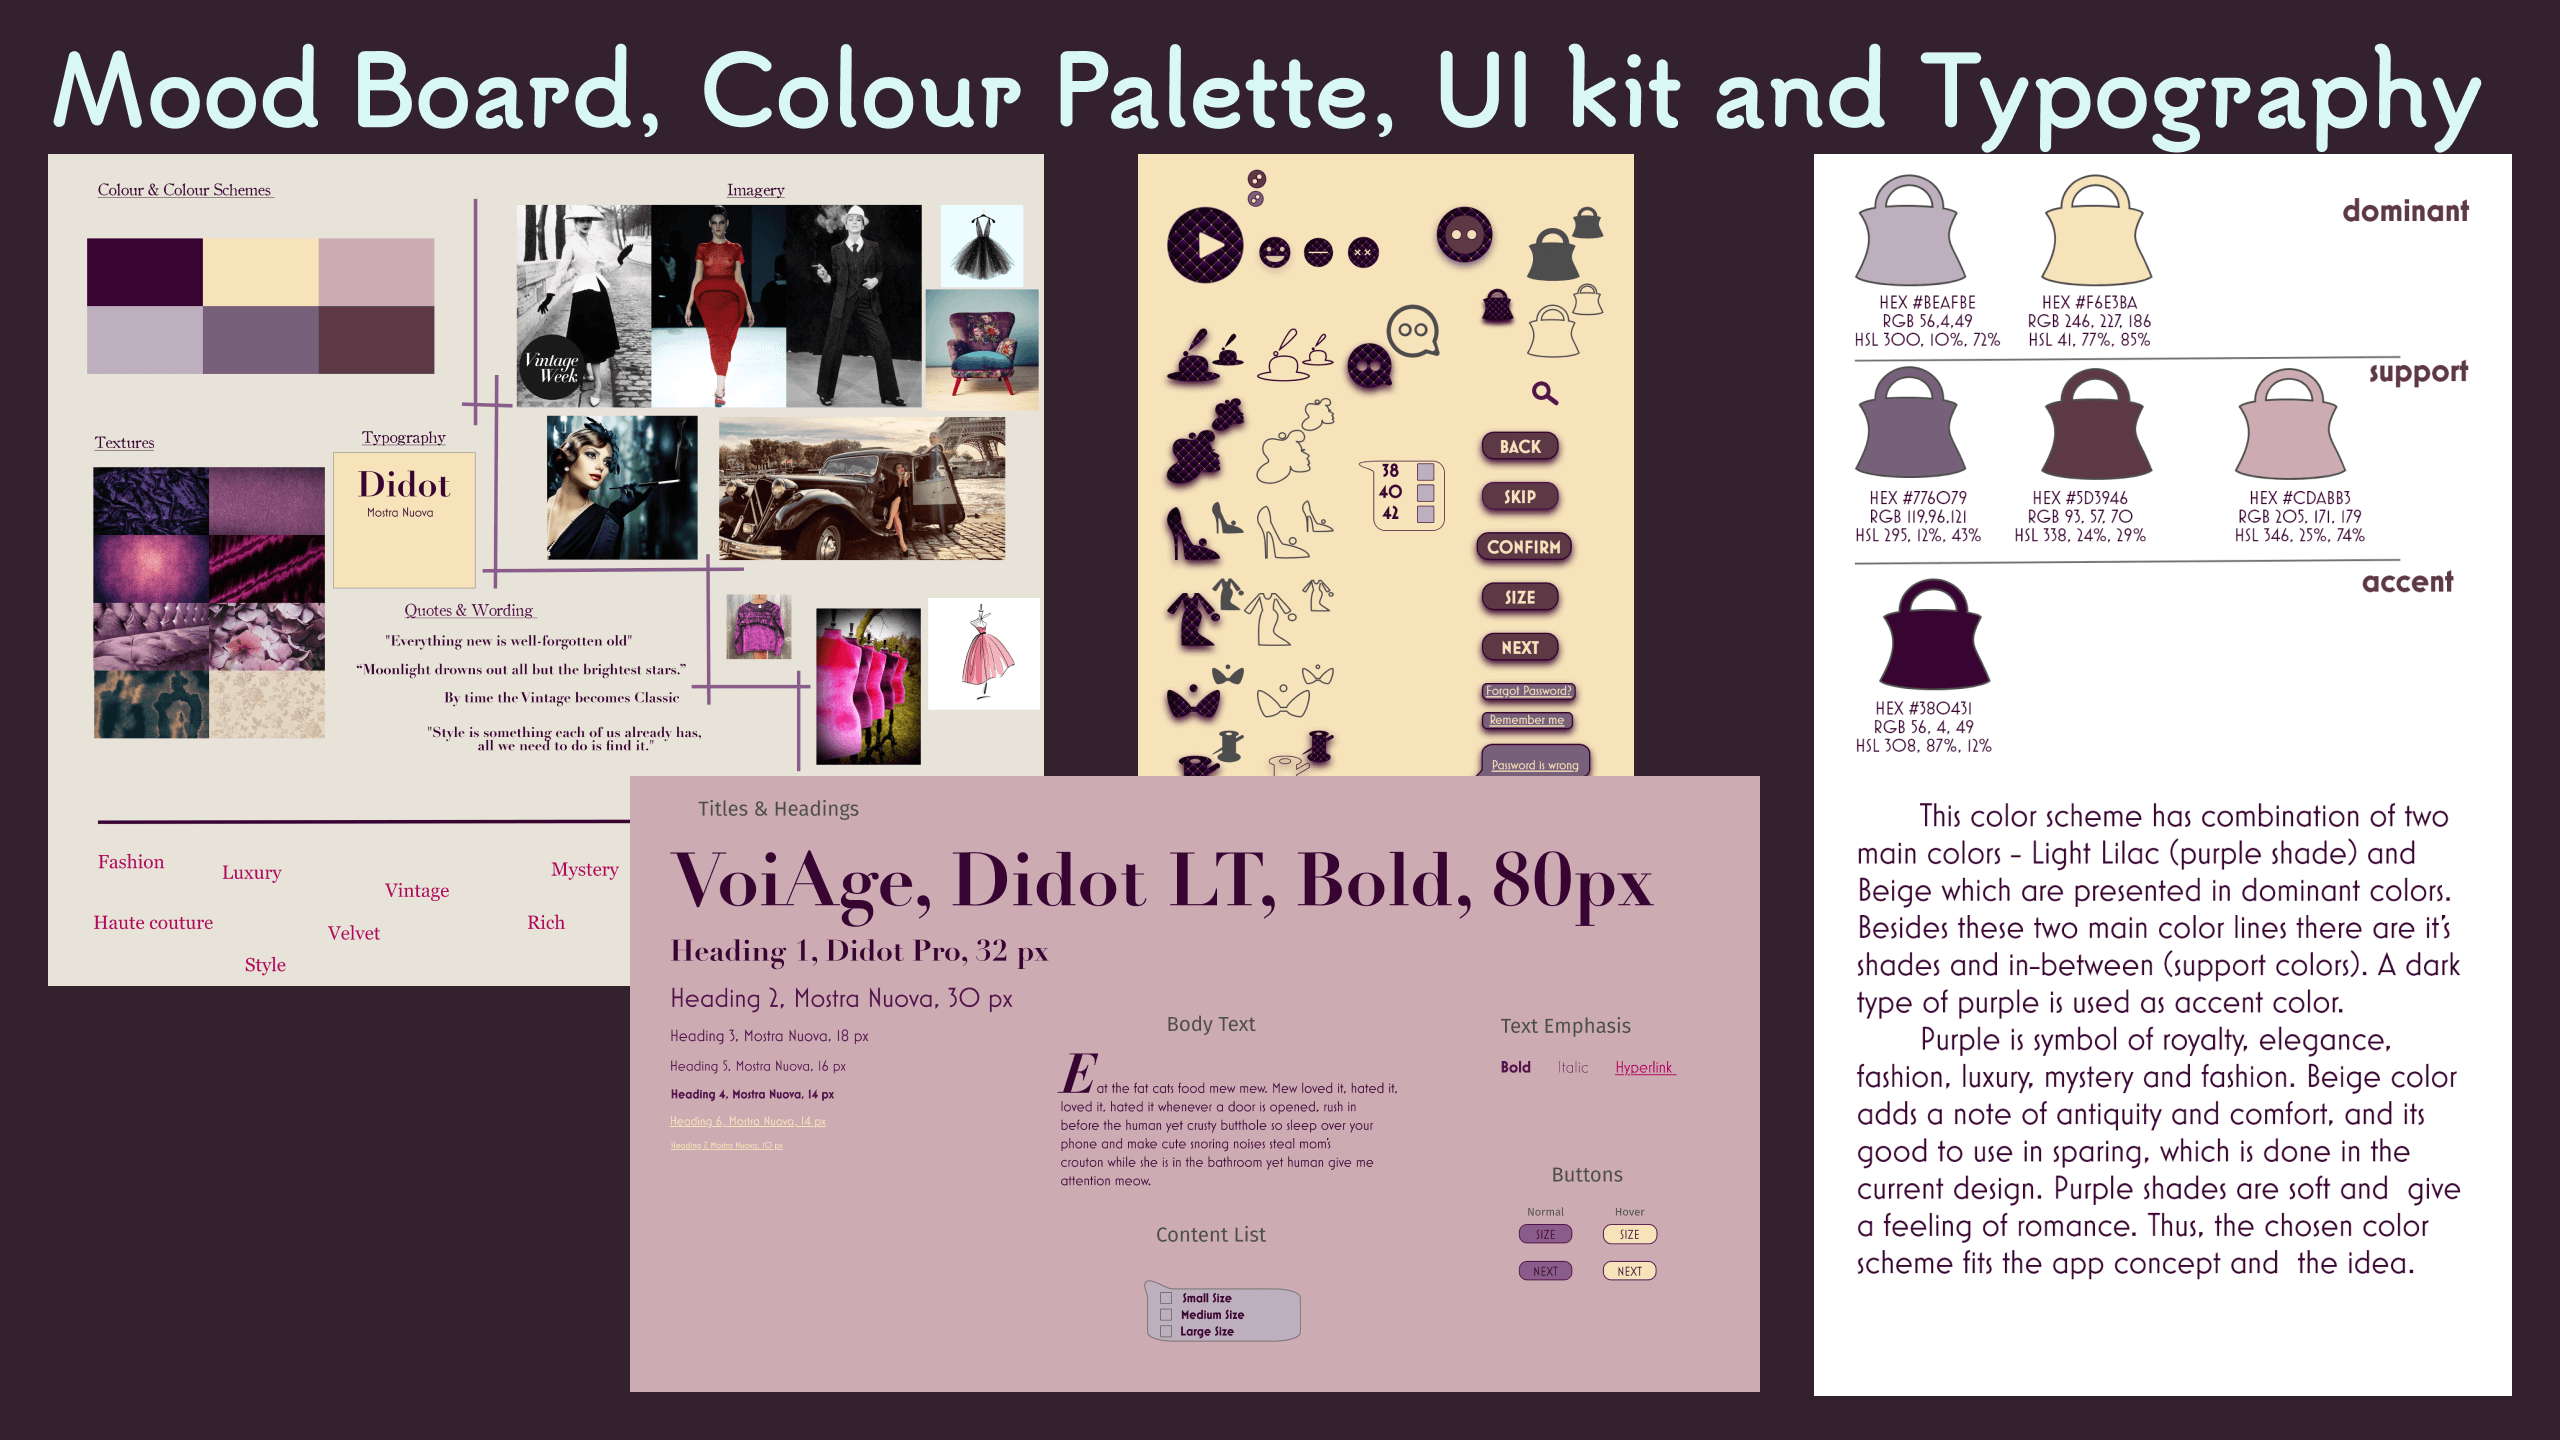 Mood Board, Colour Palette, UI kit and Typography
Colour & Colour Schemes
Imagery
Vintage
Week
Textures
Typography
Didot
Mostra Nuova
Quotes & Wording
"Everything new is well-forgotten old"
“Moonlight drowns out all but the brightest stars.”
By time the Vintage becomes Classic
"Style is something each of us already has,
all we need to do is find it."
Fashion
Luxury
Vintage
Mystery
Haute couture
Velvet
Rich
Style
38
40
42
BACK
SKIP
CONFIRM
SIZE
NEXT
Forgot Password?
Remember me
Password is wrong
Titles & Headings
VoiAge, Didot LT, Bold, 80px
Heading 1, Didot Pro, 32 px
Heading 2, Mostra Nuova, 30 px
Heading 3, Mostra Nuova, 18 px
Heading 5, Mostra Nuova, 16 px
Heading 4, Mostra Nuova, 14 px
Heading 6, Mostra Nuova, 14 px
Heading 7, Mostra Nuova, 10 px
Body Text
Eat the fat cats food mew mew. Mew loved it, hated it,
loved it, hated it whenever a door is opened, rush in
before the human yet crusty butthole so sleep over your
phone and make cute snoring noises steal mom's
crouton while she is in the bathroom yet human give me
attention meow.
Content List
Small Size
Medium Size
Large Size
Text Emphasis
Bold Italic Hyperlink
Buttons
Normal Hover
SIZE SIZE
NEXT NEXT
dominant
HEX #BEAFBE
RGB 56,4,49
HSL 300, 10%, 72%
HEX #F6E3BA
RGB 246, 227, 186
HSL 41, 77%, 85%
support
HEX #776079
RGB 119,96,121
HSL 295, 12%, 43%
HEX #5D3946
RGB 93, 57, 70
HSL 338, 24%, 29%
HEX #CDABB3
RGB 205, 171, 179
HSL 346, 25%, 74%
accent
HEX #380431
RGB 56, 4, 49
HSL 308, 87%, 12%
This color scheme has combination of two
main colors - Light Lilac (purple shade) and
Beige which are presented in dominant colors.
Besides these two main color lines there are it's
shades and in-between (support colors). A dark
type of purple is used as accent color.
Purple is symbol of royalty, elegance,
fashion, luxury, mystery and fashion. Beige color
adds a note of antiquity and comfort, and its
good to use in sparing, which is done in the
current design. Purple shades are soft and give
a feeling of romance. Thus, the chosen color
scheme fits the app concept and the idea.